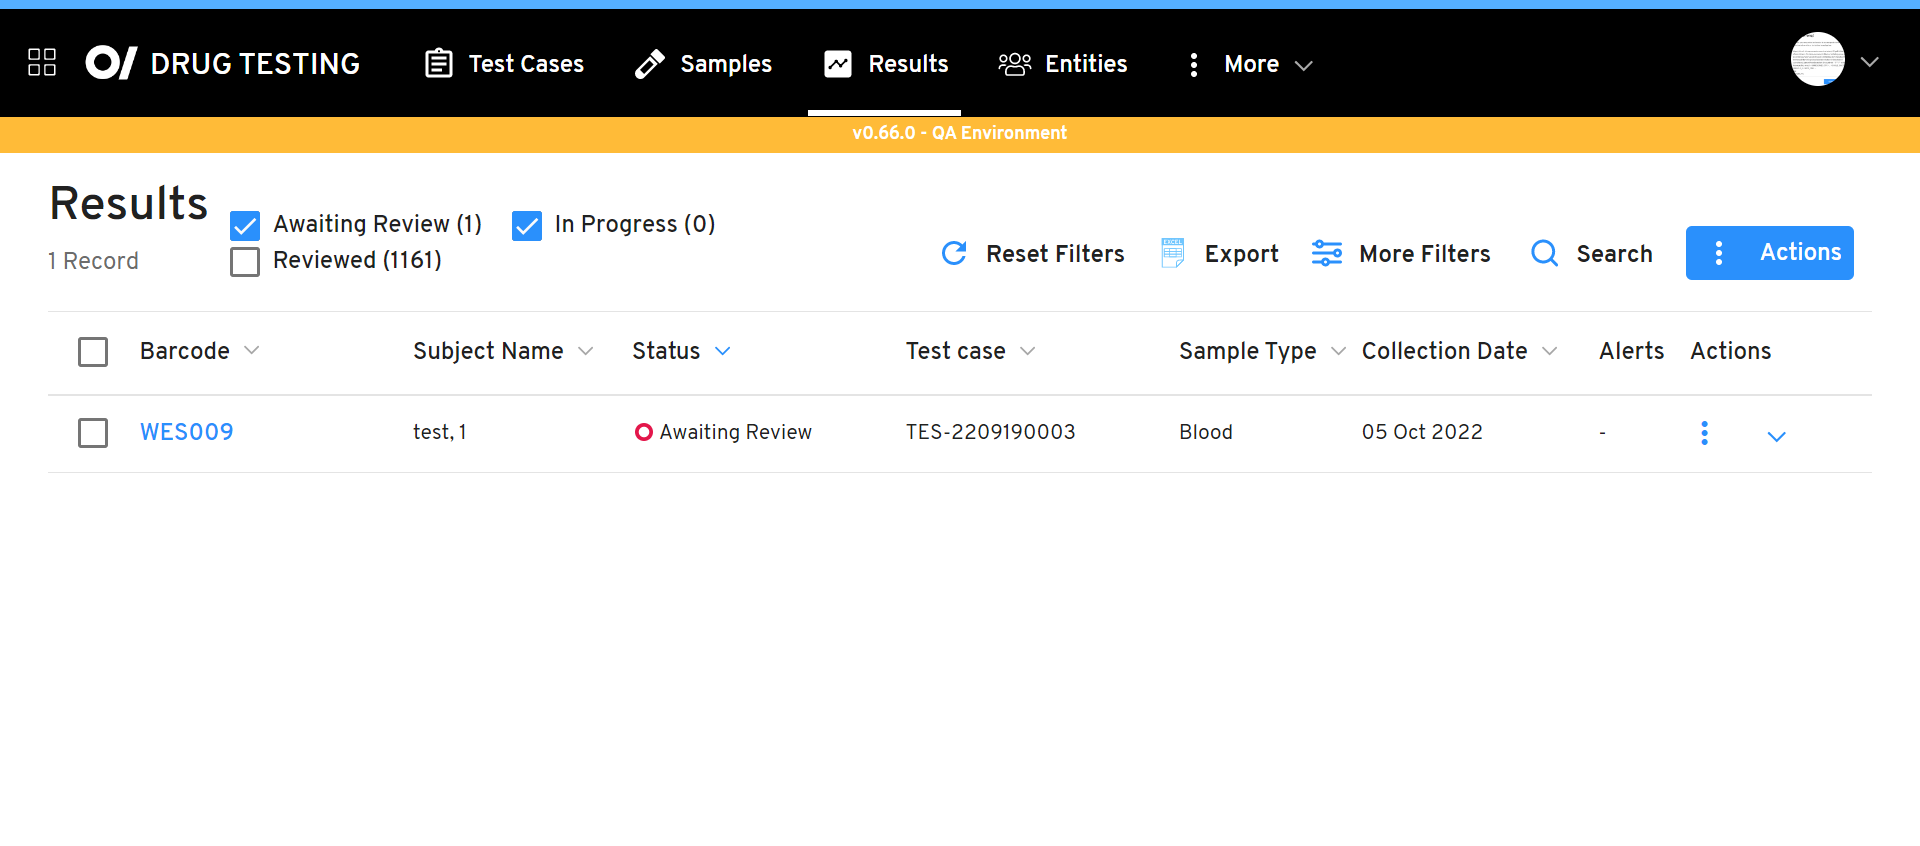 DRUG TESTING Test Cases Samples Results Entities More
v0.66.0 - QA Environment
Results
1 Record
Awaiting Review (1) In Progress (0)
Reviewed (1161)
Reset Filters Export More Filters Search Actions
Barcode Subject Name Status Test case Sample Type Collection Date Alerts Actions
WES009 test, 1 Awaiting Review TES-2209190003 Blood 05 Oct 2022 -